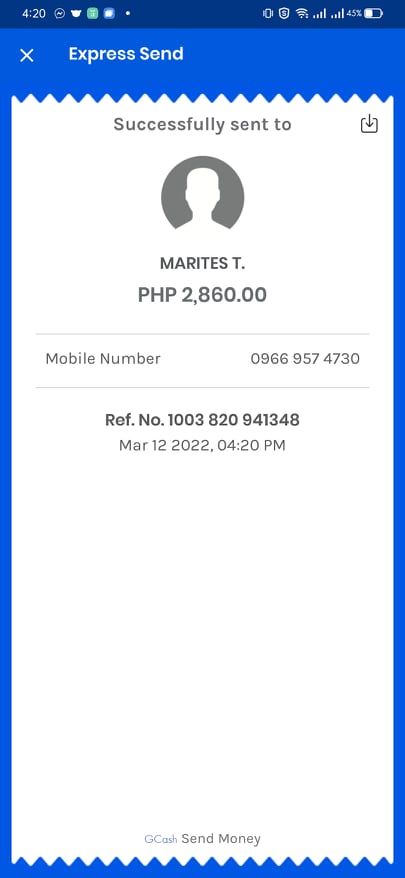 4:20 45%
Express Send
Successfully sent to
MARITES T.
PHP 2,860.00
Mobile Number 0966 957 4730
Ref. No. 1003 820 941348
Mar 12 2022, 04:20 PM
GCash Send Money